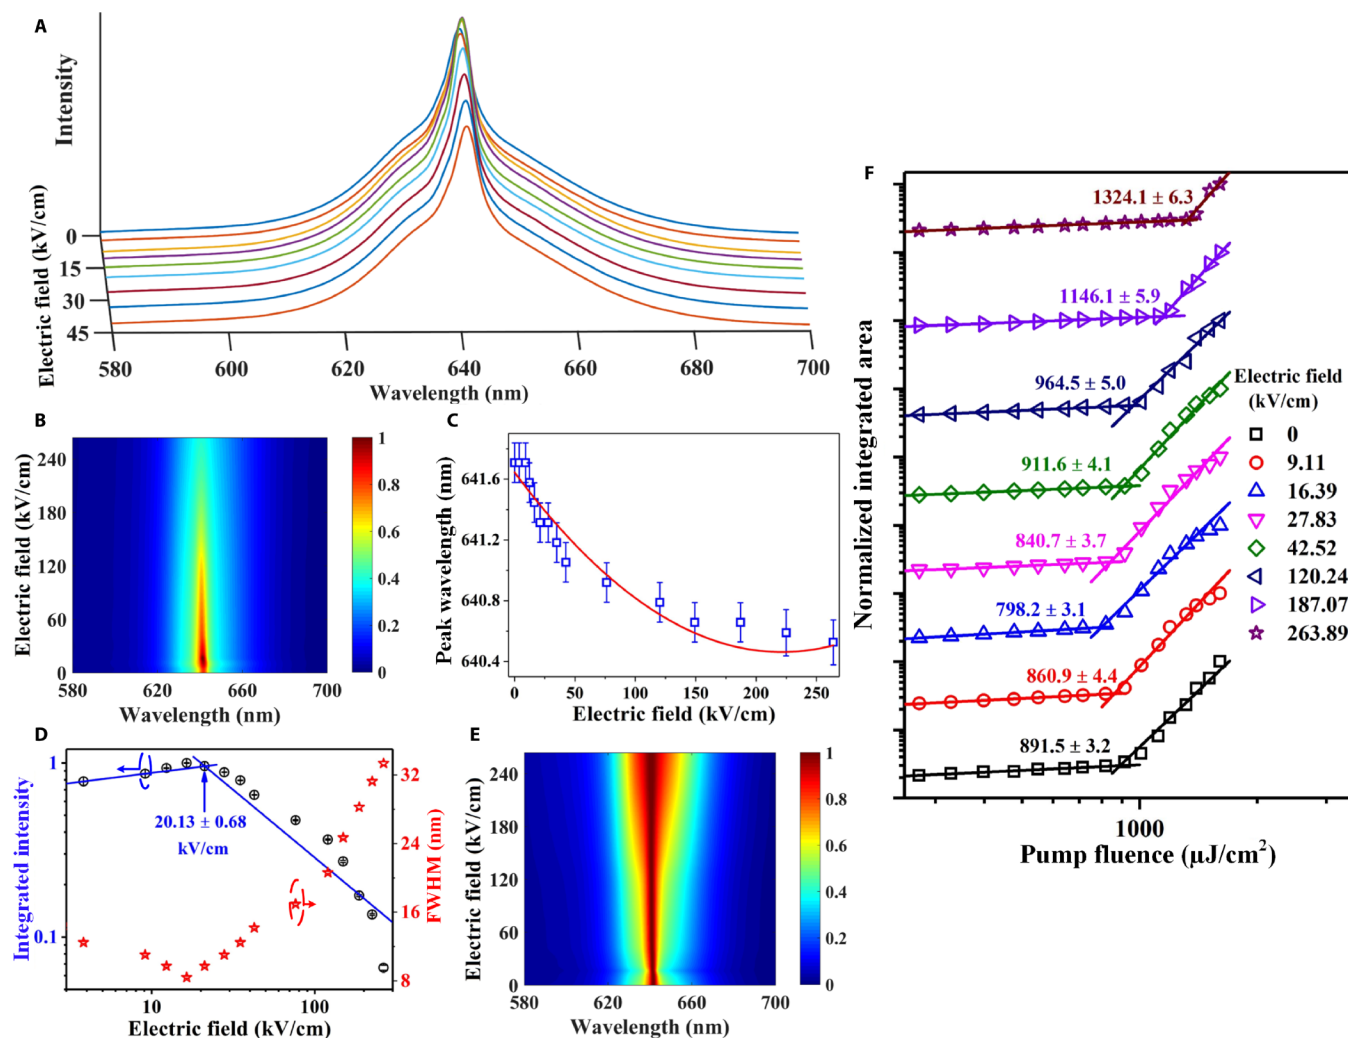 A
Intensity
Electric field (kV/cm)
0
15
30
45
580
600
620
640
660
680
700
Wavelength (nm)
B
Electric field (kV/cm)
240
180
120
60
0
580
620
660
700
Wavelength (nm)
1
0.8
0.6
0.4
0.2
0
C
Peak wavelength (nm)
641.6
641.2
640.8
640.4
0
50
100
150
200
250
Electric field (kV/cm)
D
Integrated intensity
1
0.1
20.13 ± 0.68
kV/cm
10
100
Electric field (kV/cm)
32
24
16
8
FWHM (nm)
E
Electric field (kV/cm)
240
180
120
60
0
580
620
660
700
Wavelength (nm)
1
0.8
0.6
0.4
0.2
0
F
Normalized integrated area
1324.1 ± 6.3
1146.1 ± 5.9
964.5 ± 5.0
911.6 ± 4.1
840.7 ± 3.7
798.2 ± 3.1
860.9 ± 4.4
891.5 ± 3.2
1000
Pump fluence (µJ/cm²)
Electric field
(kV/cm)
0
9.11
16.39
27.83
42.52
120.24
187.07
263.89